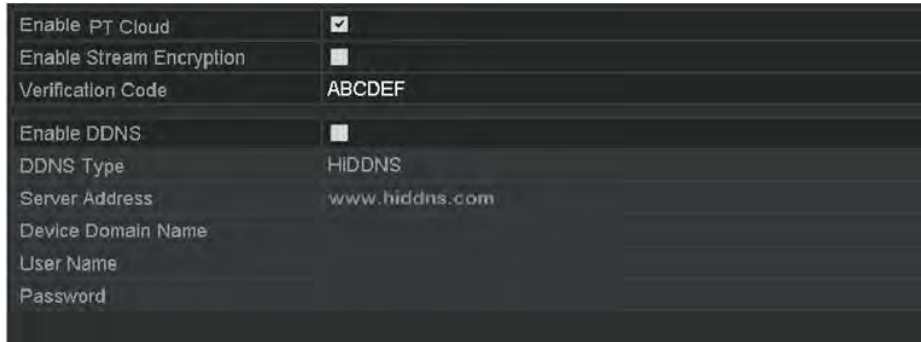 Enable PT Cloud
Enable Stream Encryption
Verification Code ABCDEF
Enable DDNS
DDNS Type HIDDNS
Server Address www.hiddns.com
Device Domain Name
User Name
Password